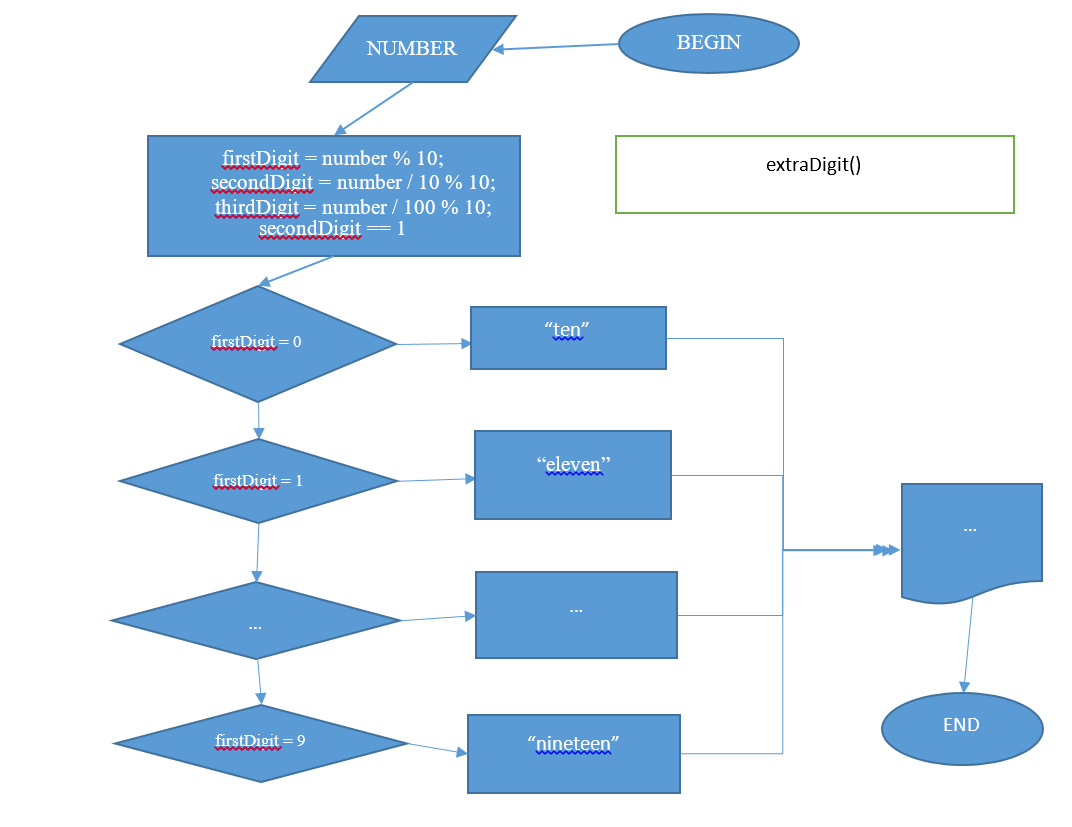 NUMBER
BEGIN
firstDigit = number % 10;
secondDigit = number / 10 % 10;
thirdDigit = number / 100 % 10;
secondDigit == 1
extraDigit()
firstDigit = 0
“ten”
firstDigit = 1
“eleven”
...
...
...
firstDigit = 9
“nineteen”
END